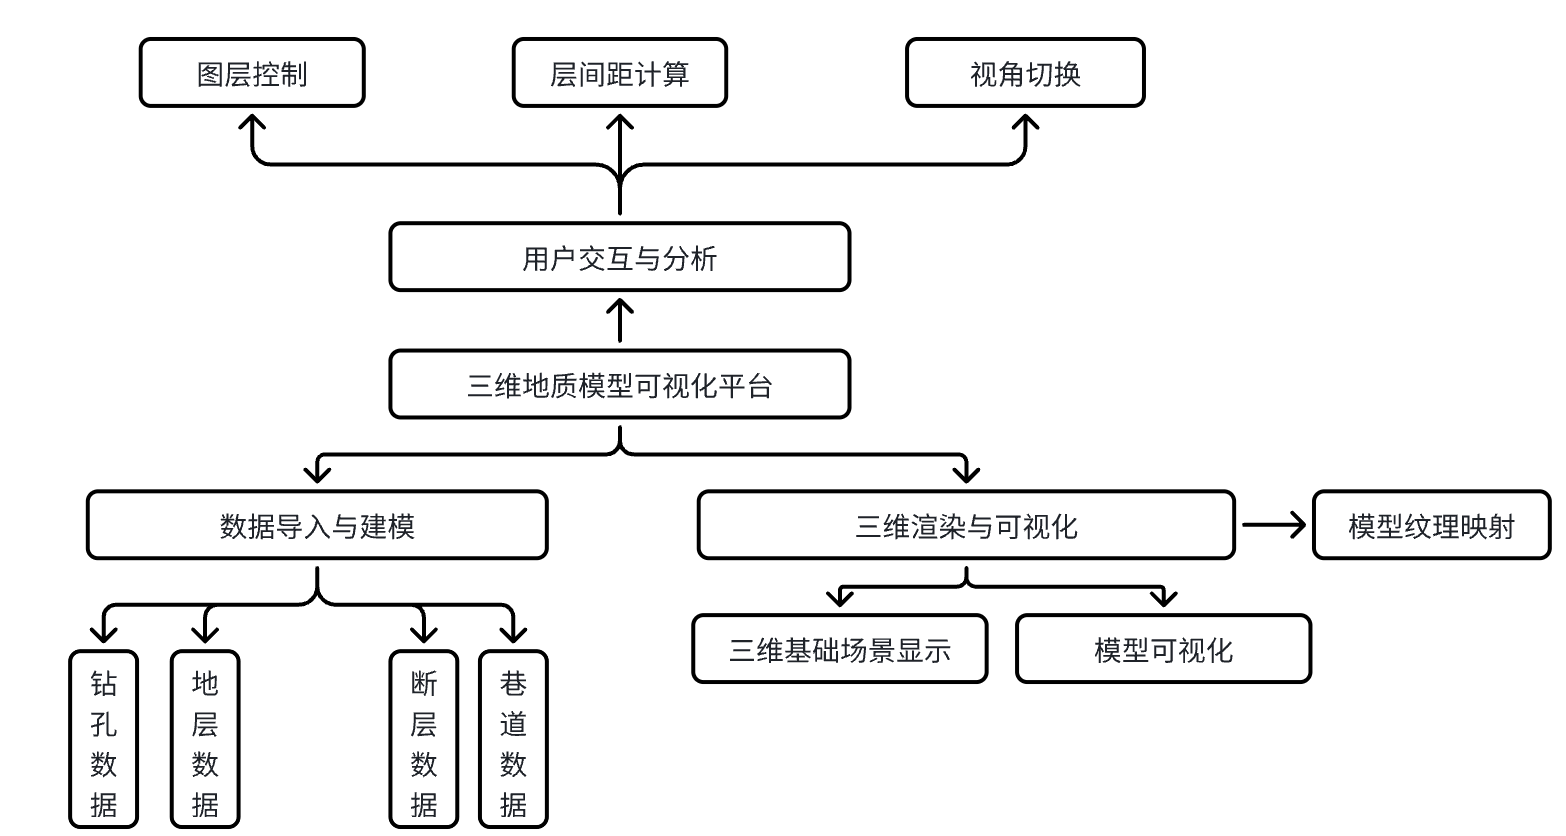 图层控制
层间距计算
视角切换
用户交互与分析
三维地质模型可视化平台
数据导入与建模
三维渲染与可视化
模型纹理映射
三维基础场景显示
模型可视化
钻孔数据
地层数据
断层数据
巷道数据